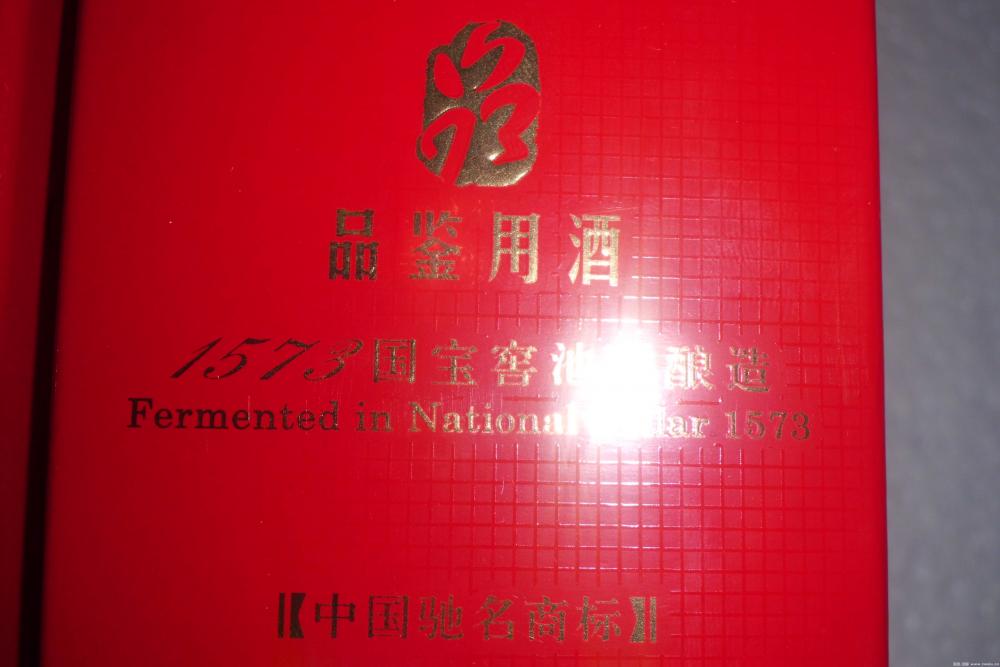 品鉴用酒
1573国宝窖池 酿造
Fermented in National 1573
【中国驰名商标】